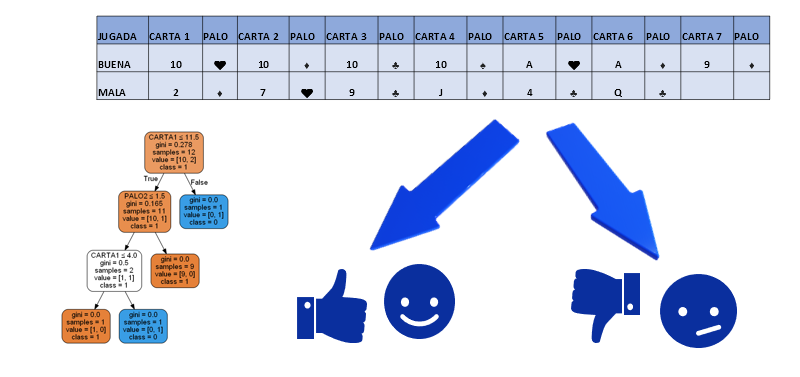 JUGADA CARTA 1 PALO CARTA 2 PALO CARTA 3 PALO CARTA 4 PALO CARTA 5 PALO CARTA 6 PALO CARTA 7 PALO
BUENA 10 ♥ 10 ♦ 10 ♣ 10 ♠ A ♥ A ♦ 9 ♦
MALA 2 ♦ 7 ♥ 9 ♣ J ♦ 4 ♣ Q ♣
CARTA1 ≤ 11.5
gini = 0.278
samples = 12
value = [10, 2]
class = 1
True
False
PALO2 ≤ 1.5
gini = 0.165
samples = 11
value = [10, 1]
class = 1
gini = 0.0
samples = 1
value = [0, 1]
class = 0
CARTA1 ≤ 4.0
gini = 0.5
samples = 2
value = [1, 1]
class = 1
gini = 0.0
samples = 9
value = [9, 0]
class = 1
gini = 0.0
samples = 1
value = [1, 0]
class = 1
gini = 0.0
samples = 1
value = [0, 1]
class = 0